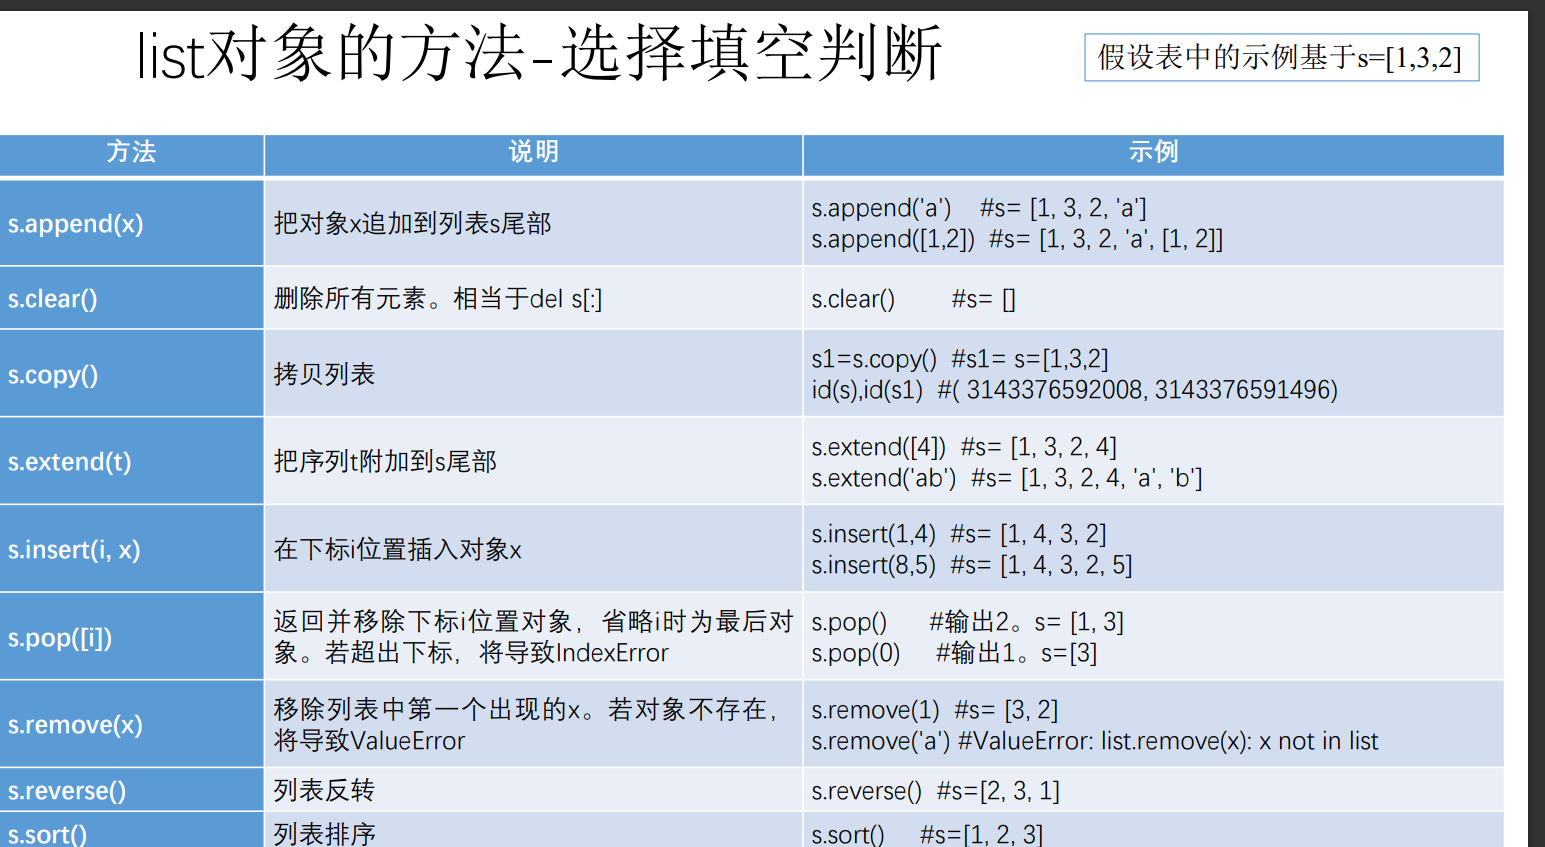 list对象的方法-选择填空判断
假设表中的示例基于s=[1,3,2]
方法 说明 示例
s.append(x)
把对象x追加到列表s尾部
s.append('a') #s= [1, 3, 2, 'a']
s.append([1,2]) #s= [1, 3, 2, 'a', [1, 2]]
s.clear()
删除所有元素。相当于del s[:]
s.clear() #s= []
s.copy()
拷贝列表
s1=s.copy() #s1= s=[1,3,2]
id(s),id(s1) #( 3143376592008, 3143376591496)
s.extend(t)
把序列t附加到s尾部
s.extend([4]) #s= [1, 3, 2, 4]
s.extend('ab') #s= [1, 3, 2, 4, 'a', 'b']
s.insert(i, x)
在下标i位置插入对象x
s.insert(1,4) #s= [1, 4, 3, 2]
s.insert(8,5) #s= [1, 4, 3, 2, 5]
s.pop([i])
返回并移除下标i位置对象，省略i时为最后对
象。若超出下标，将导致IndexError
s.pop() #输出2。s= [1, 3]
s.pop(0) #输出1。s=[3]
s.remove(x)
移除列表中第一个出现的x。若对象不存在，
将导致ValueError
s.remove(1) #s= [3, 2]
s.remove('a') #ValueError: list.remove(x): x not in list
s.reverse()
列表反转
s.reverse() #s=[2, 3, 1]
s.sort()
列表排序
s.sort() #s=[1, 2, 3]